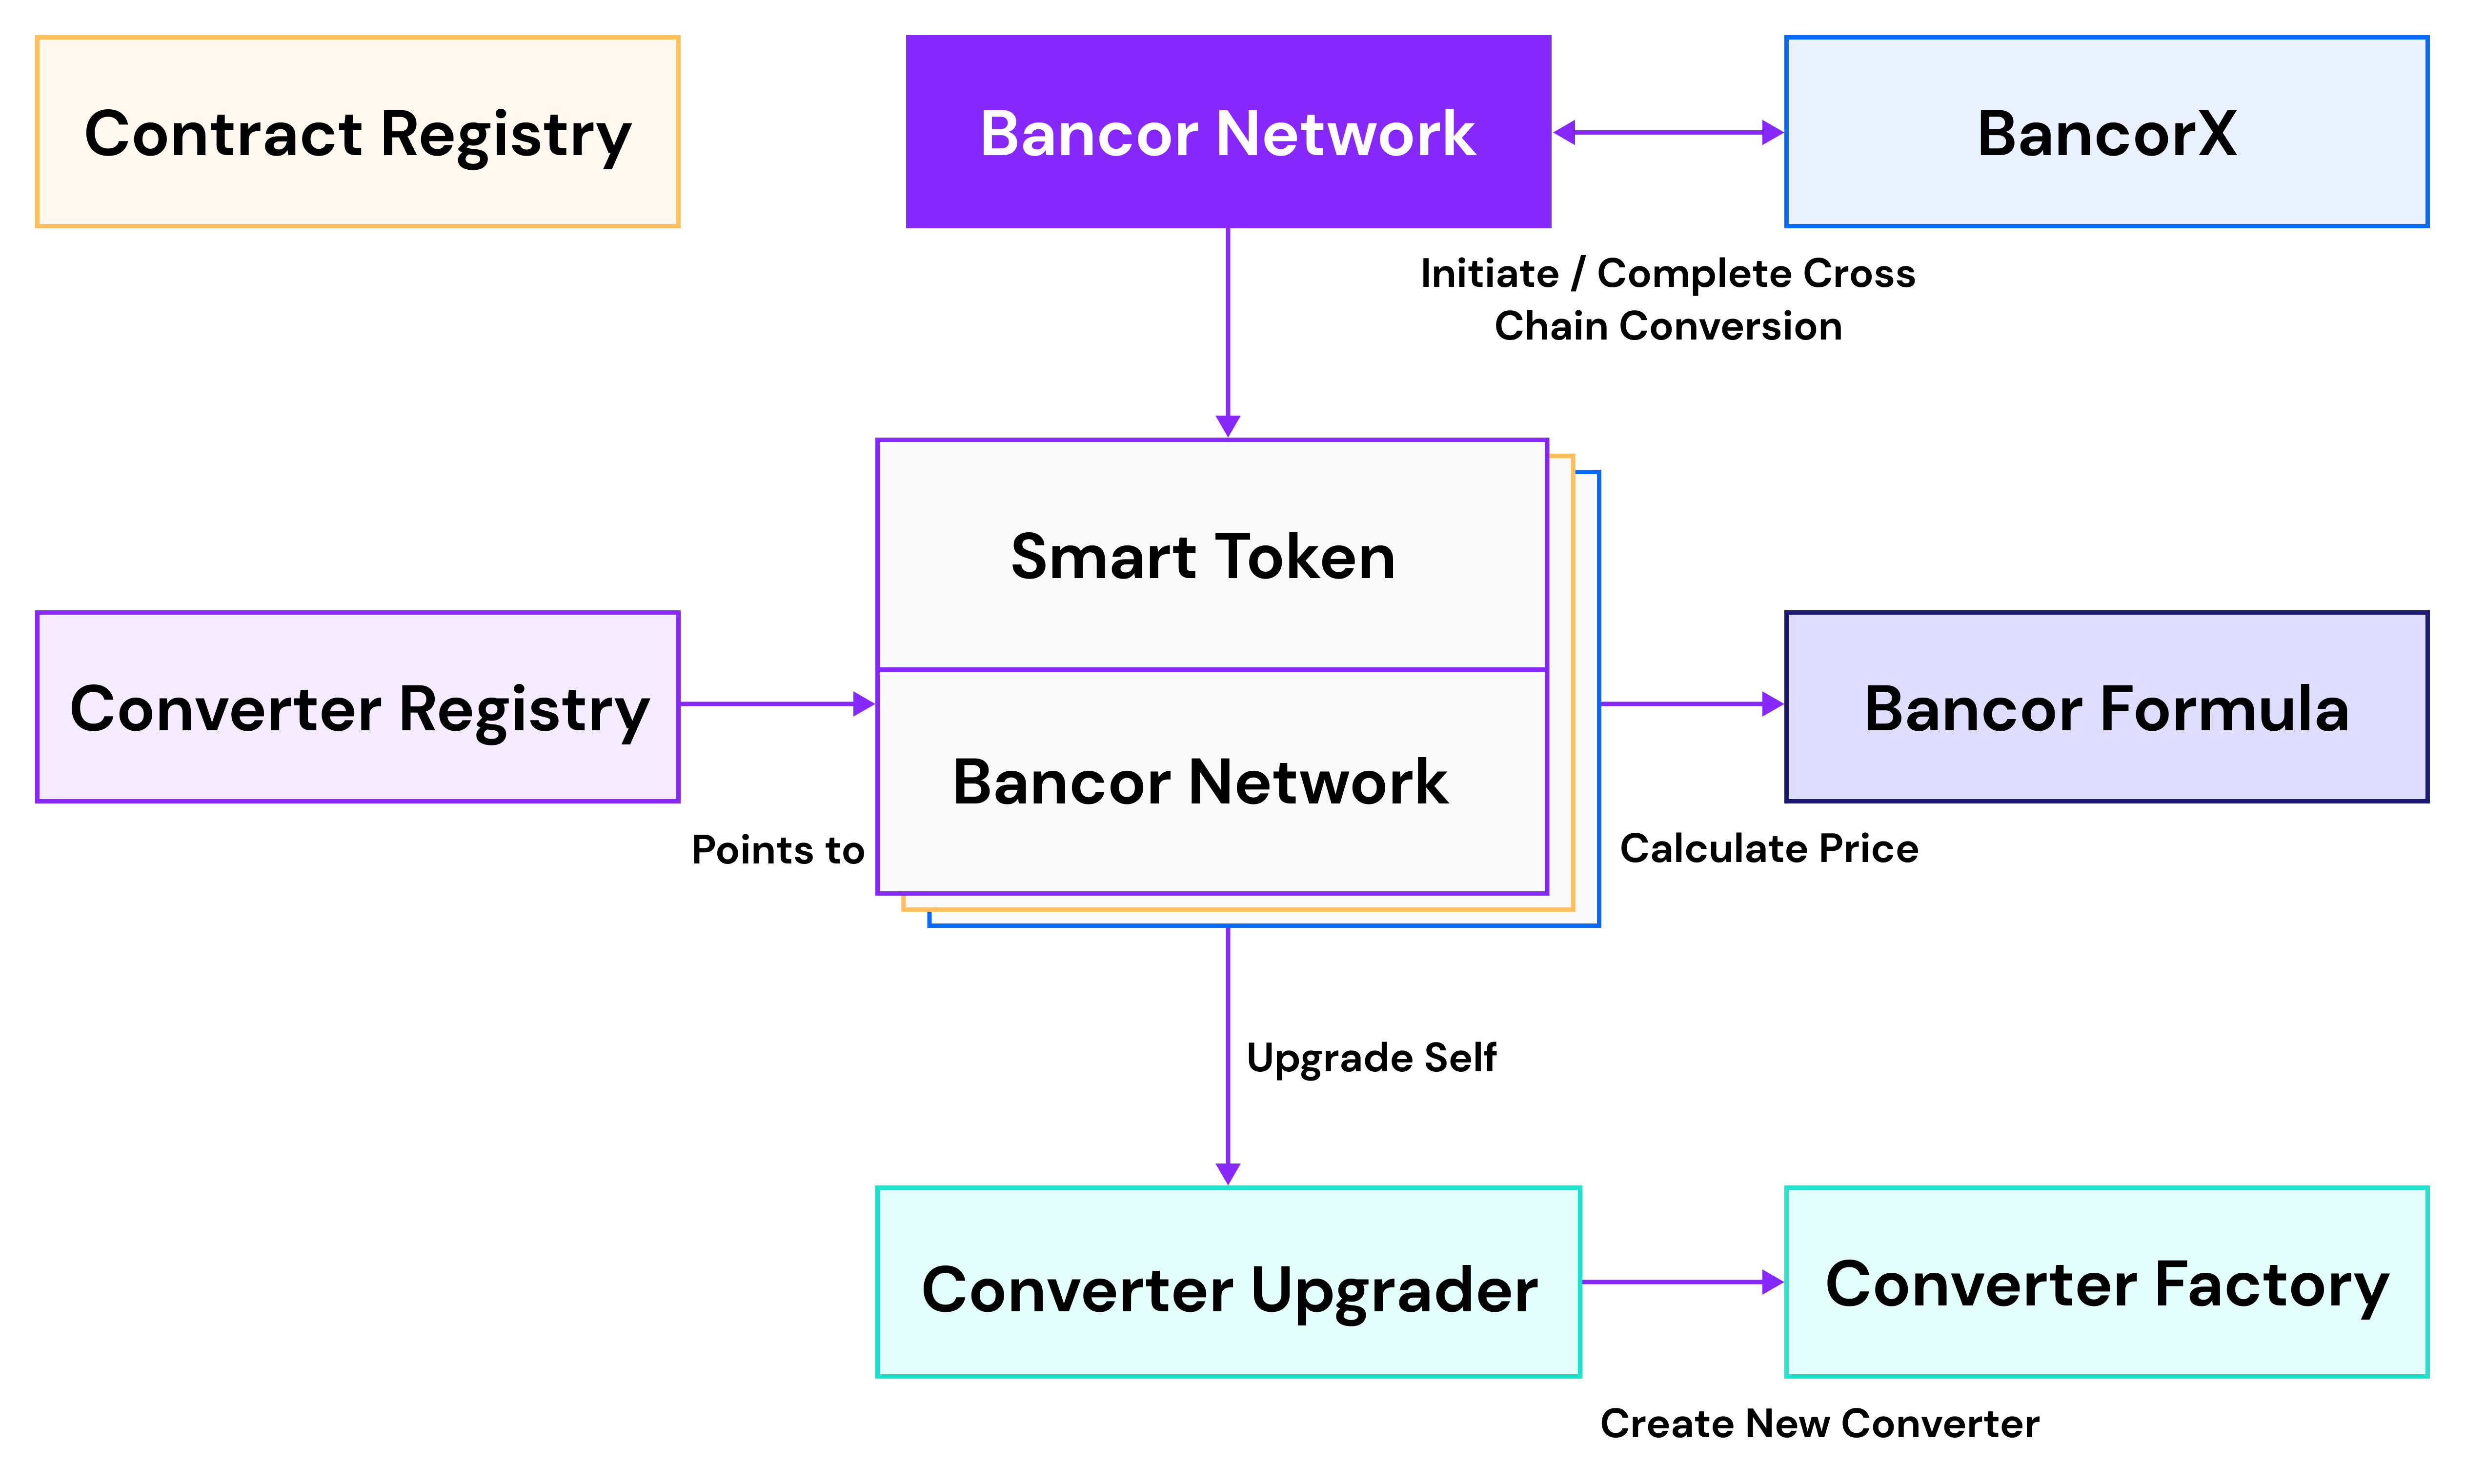 Contract Registry
Bancor Network
BancorX
Initiate / Complete Cross
Chain Conversion
Smart Token
Converter Registry
Bancor Network
Bancor Formula
Points to
Calculate Price
Upgrade Self
Converter Upgrader
Converter Factory
Create New Converter